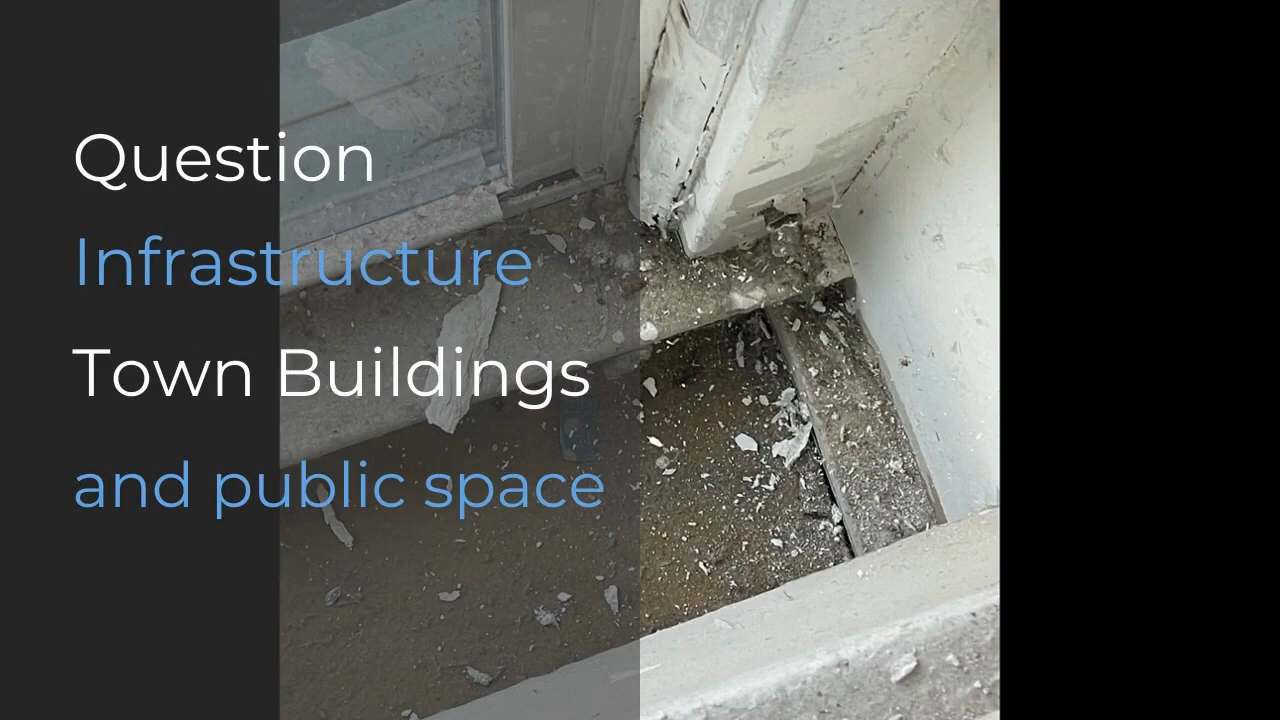 Question
Infrastructure
Town Buildings
and public space